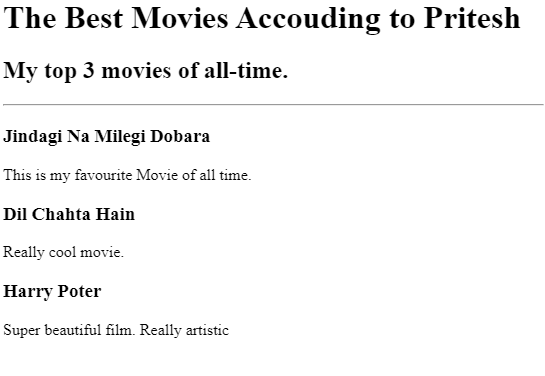 The Best Movies Accouding to Pritesh
My top 3 movies of all-time.
Jindagi Na Milegi Dobara
This is my favourite Movie of all time.
Dil Chahta Hain
Really cool movie.
Harry Poter
Super beautiful film. Really artistic